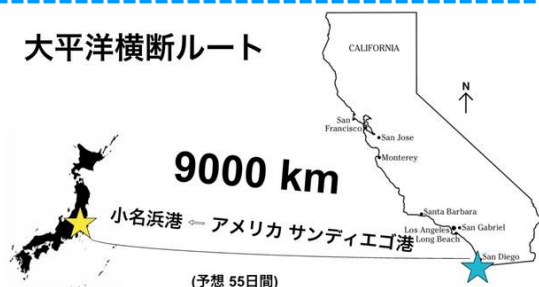 大平洋横断ルート
CALIFORNIA
N
San
Francisco
San Jose
Monterey
9000 km
Santa Barbara
小名浜港 ← アメリカ サンディエゴ港
Los Angeles
San Gabriel
Long Beach
San Diego
(予想 55日間)